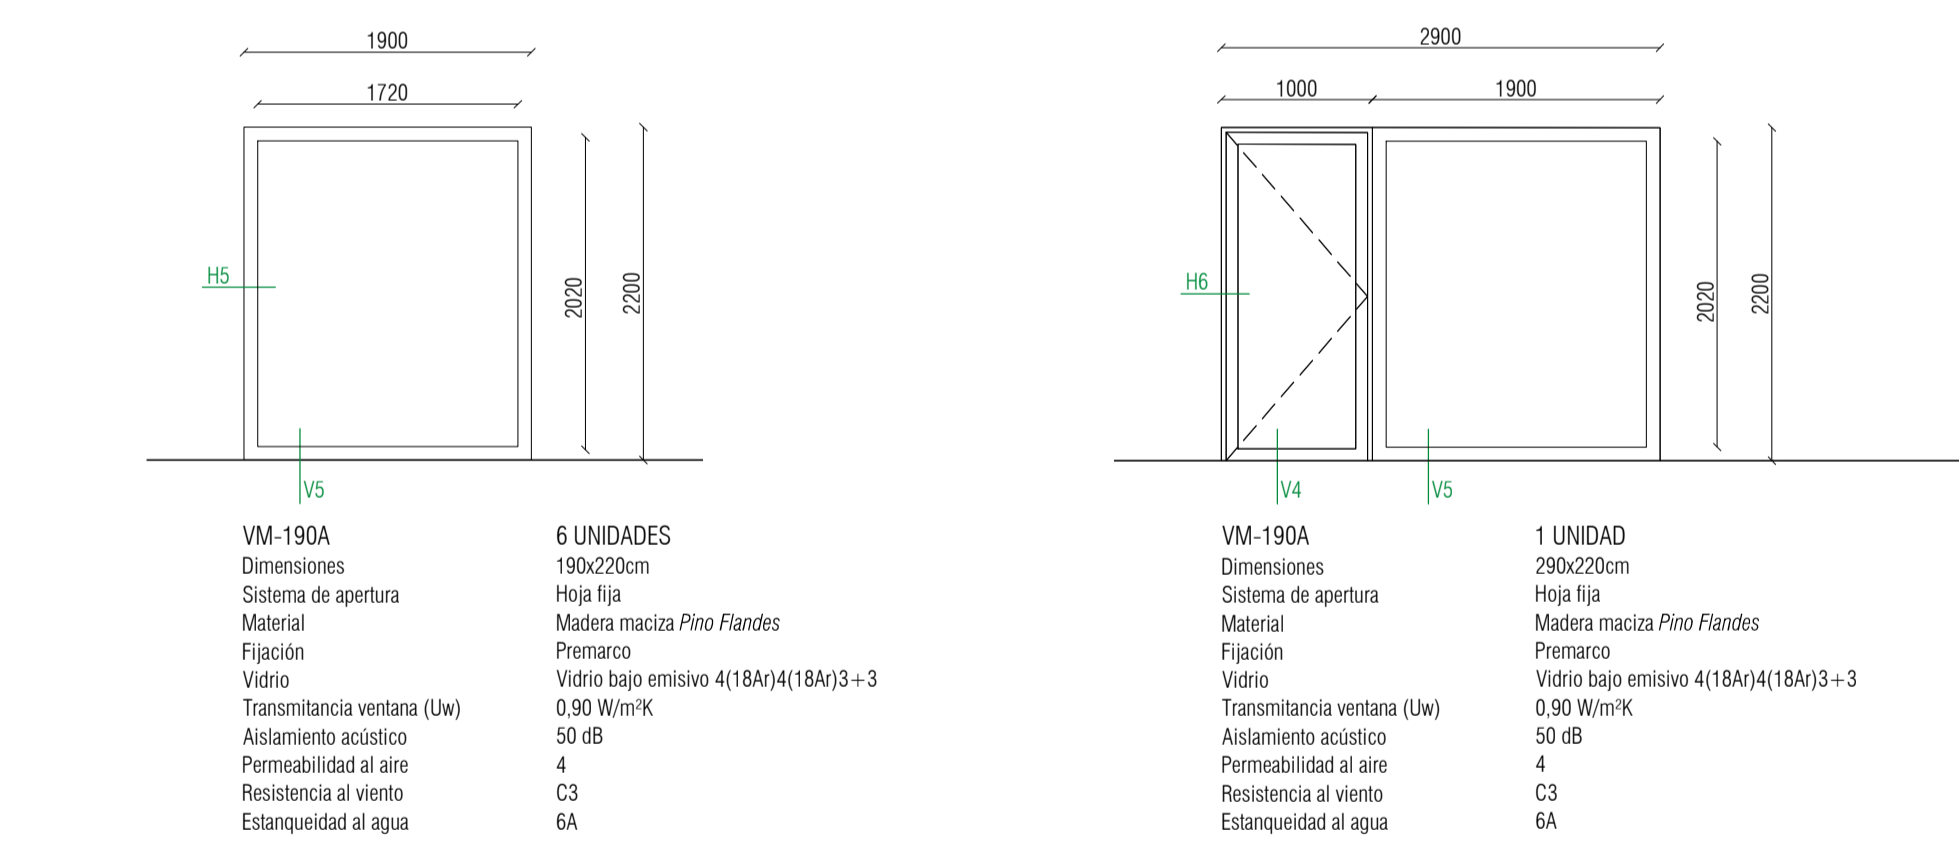 1900
1720
2020
2200
H5
V5
VM-190A 6 UNIDADES
Dimensiones 190x220cm
Sistema de apertura Hoja fija
Material Madera maciza Pino Flandes
Fijación Premarco
Vidrio Vidrio bajo emisivo 4(18Ar)4(18Ar)3+3
Transmitancia ventana (Uw) 0,90 W/m²K
Aislamiento acústico 50 dB
Permeabilidad al aire 4
Resistencia al viento C3
Estanqueidad al agua 6A
2900
1000 1900
2020
2200
H6
V4 V5
VM-190A 1 UNIDAD
Dimensiones 290x220cm
Sistema de apertura Hoja fija
Material Madera maciza Pino Flandes
Fijación Premarco
Vidrio Vidrio bajo emisivo 4(18Ar)4(18Ar)3+3
Transmitancia ventana (Uw) 0,90 W/m²K
Aislamiento acústico 50 dB
Permeabilidad al aire 4
Resistencia al viento C3
Estanqueidad al agua 6A